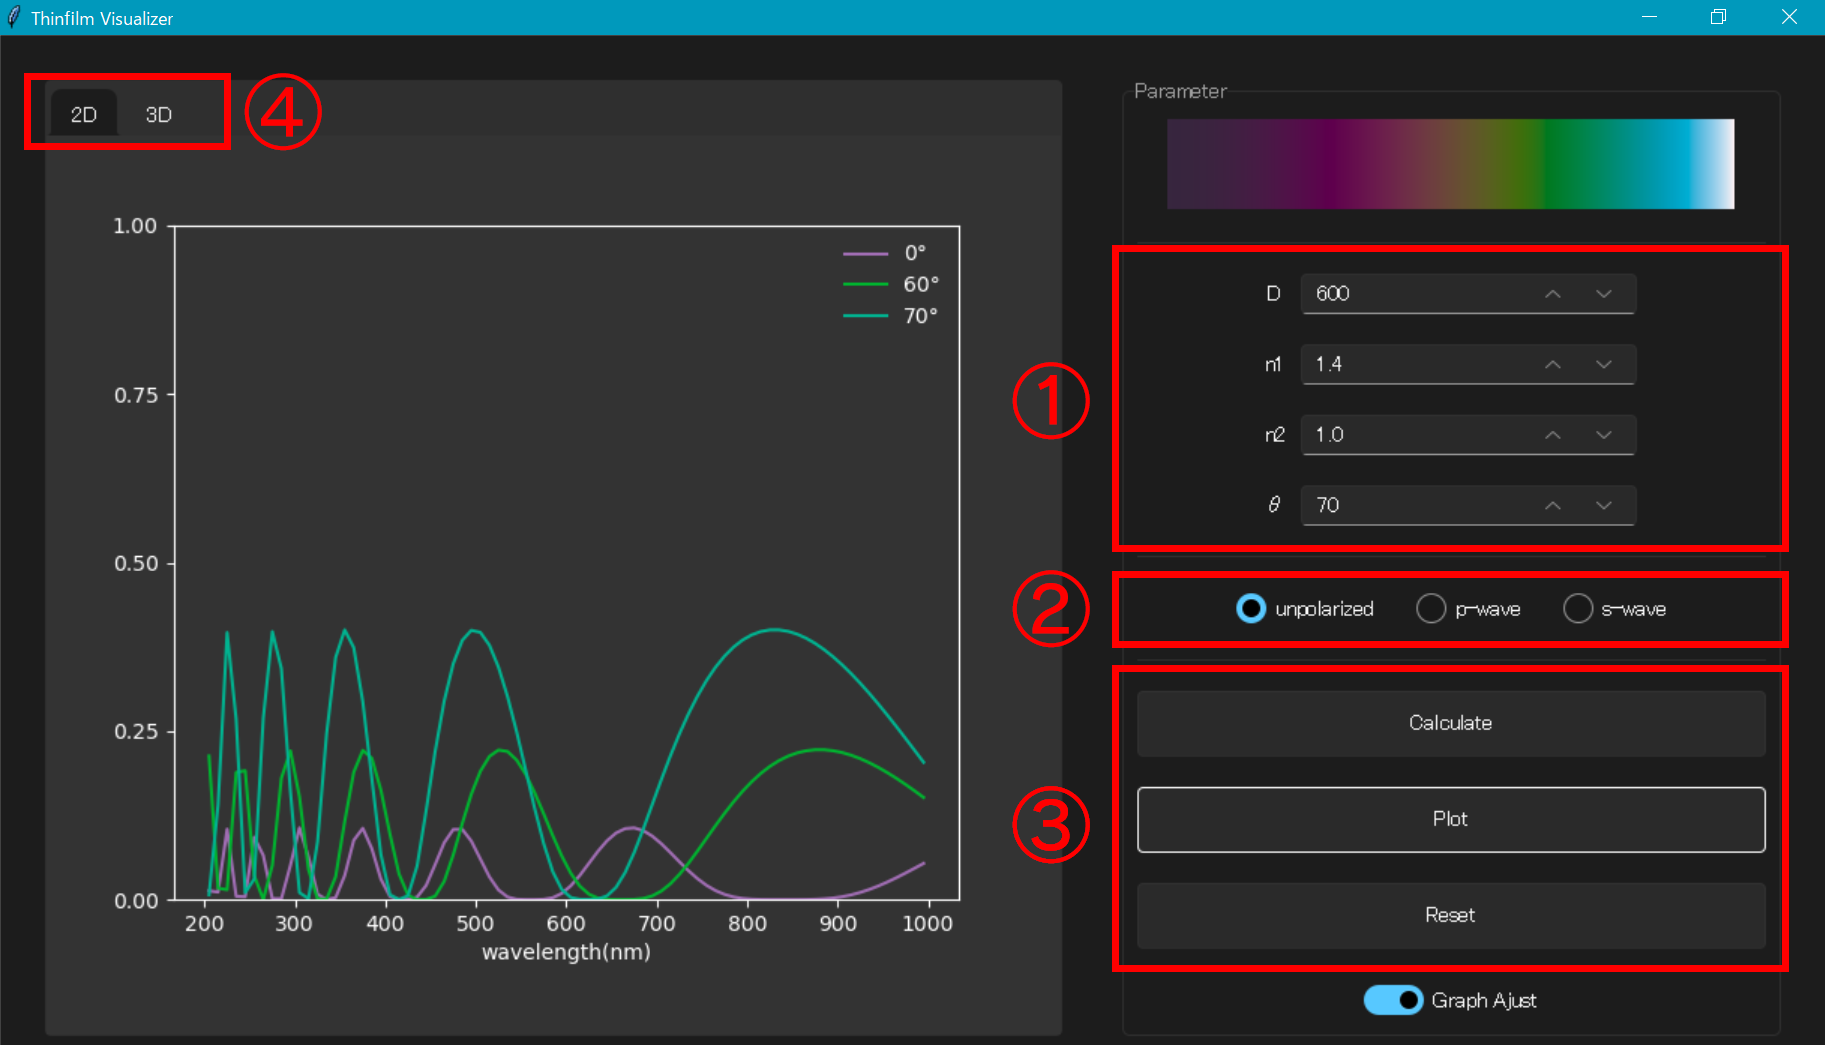 Thinfilm Visualizer
2D 3D ④
1.00
0.75
0.50
0.25
0.00
200 300 400 500 600 700 800 900 1000
wavelength(nm)
0°
60°
70°
Parameter
①
D 600
n1 1.4
n2 1.0
θ 70
②
unpolarized p-wave s-wave
③
Calculate
Plot
Reset
Graph Ajust